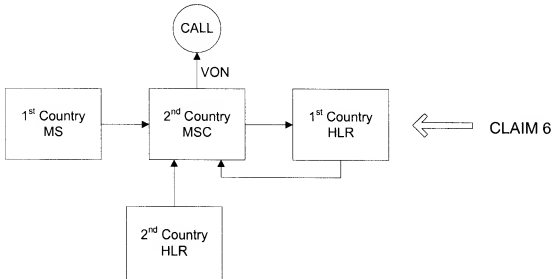 CALL
VON
1st Country
MS
2nd Country
MSC
1st Country
HLR
CLAIM 6
2nd Country
HLR